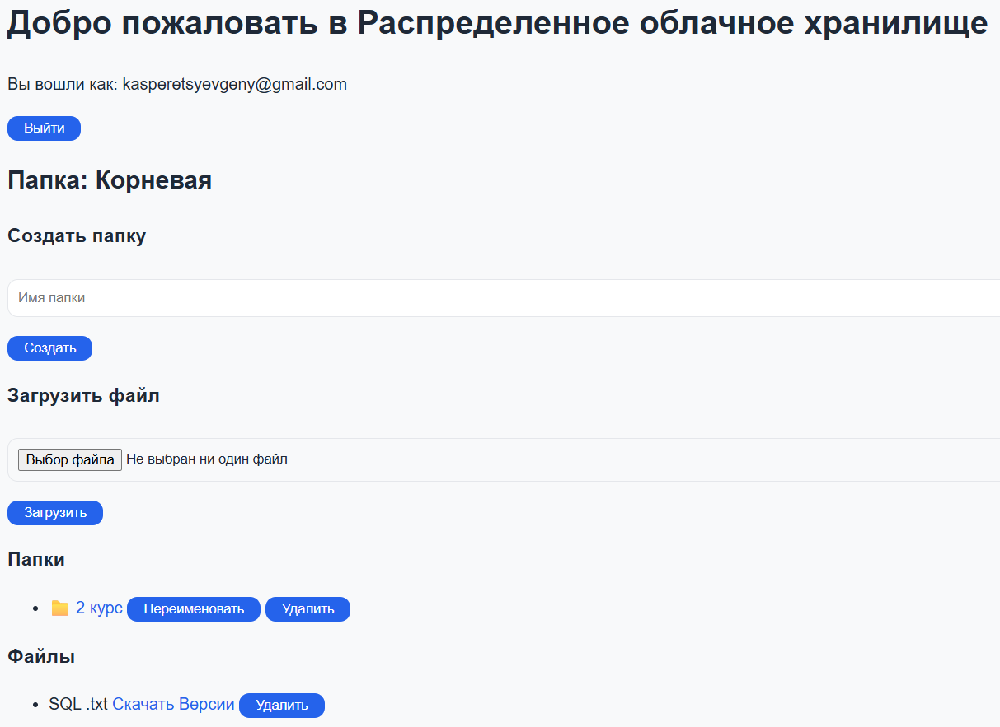 Добро пожаловать в Распределенное облачное хранилище
Вы вошли как: kasperetsyevgeny@gmail.com
Выйти
Папка: Корневая
Создать папку
Имя папки
Создать
Загрузить файл
Выбор файла Не выбран ни один файл
Загрузить
Папки
2 курс Переименовать Удалить
Файлы
SQL .txt Скачать Версии Удалить